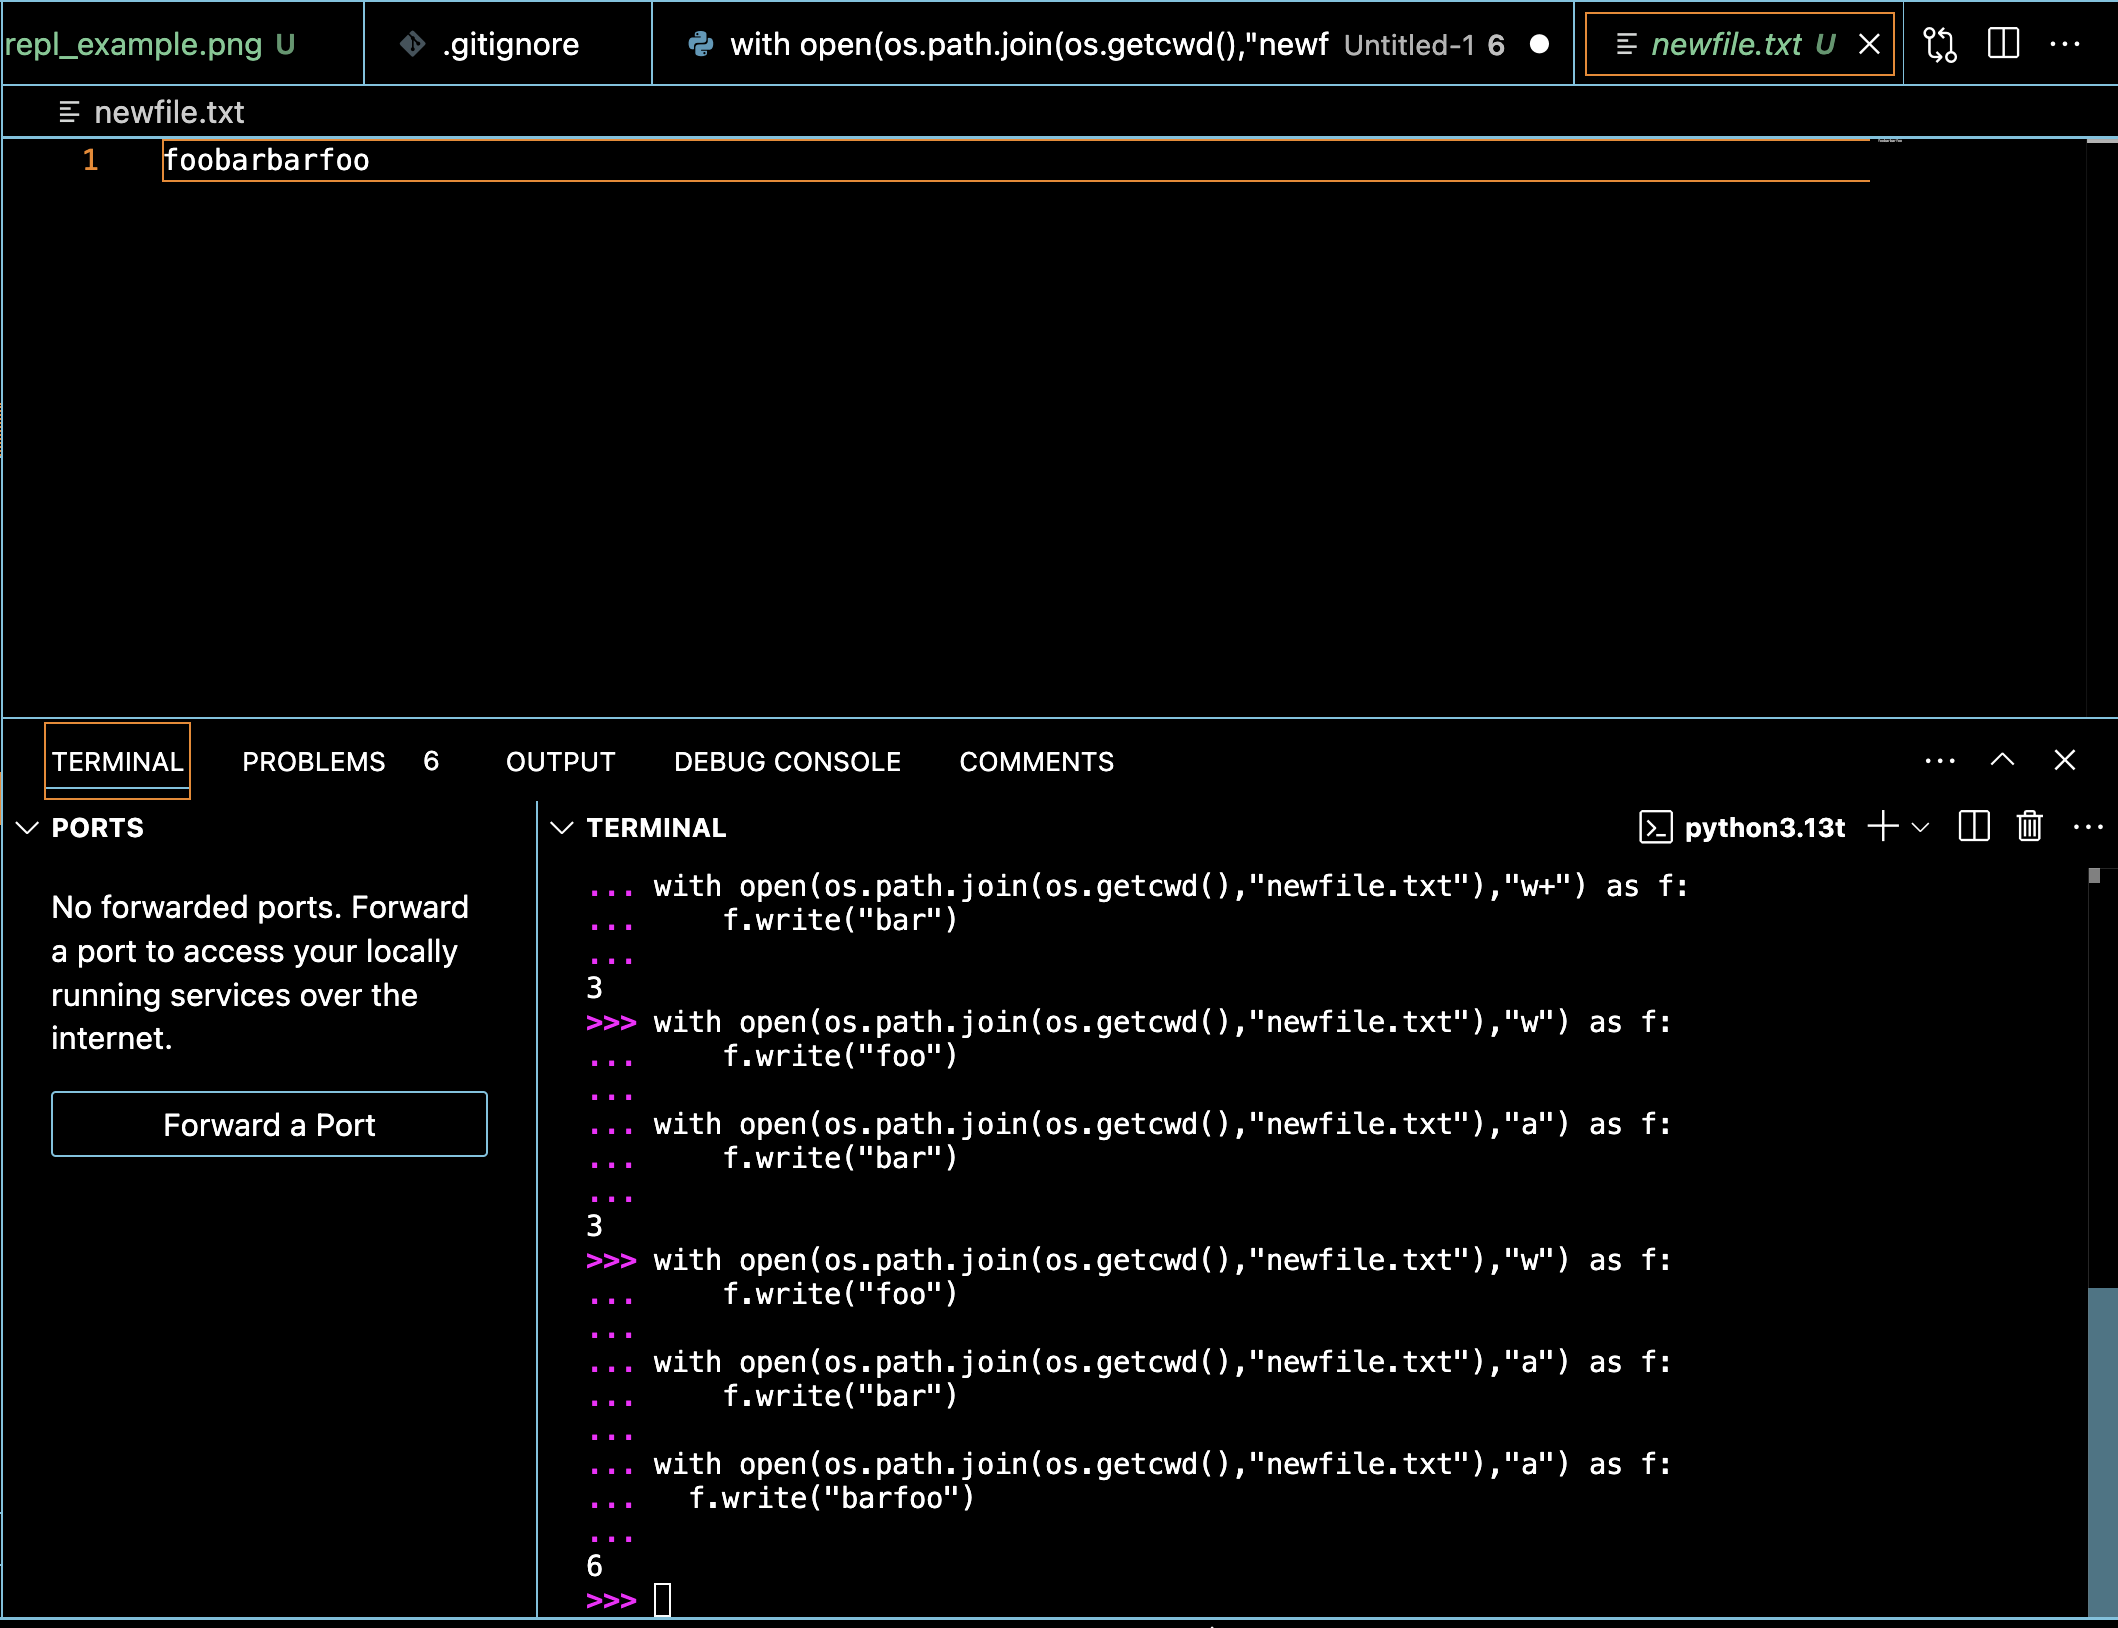 repl_example.png U
.gitignore
with open(os.path.join(os.getcwd(),"newf Untitled-1 6
newfile.txt U
newfile.txt
1 foobarbarfoo
TERMINAL PROBLEMS 6 OUTPUT DEBUG CONSOLE COMMENTS
PORTS
No forwarded ports. Forward
a port to access your locally
running services over the
internet.
Forward a Port
TERMINAL
python3.13t
... with open(os.path.join(os.getcwd(),"newfile.txt"),"w+") as f:
...     f.write("bar")
...
3
>>> with open(os.path.join(os.getcwd(),"newfile.txt"),"w") as f:
...     f.write("foo")
...
... with open(os.path.join(os.getcwd(),"newfile.txt"),"a") as f:
...     f.write("bar")
...
3
>>> with open(os.path.join(os.getcwd(),"newfile.txt"),"w") as f:
...     f.write("foo")
...
... with open(os.path.join(os.getcwd(),"newfile.txt"),"a") as f:
...     f.write("bar")
...
... with open(os.path.join(os.getcwd(),"newfile.txt"),"a") as f:
...   f.write("barfoo")
...
6
>>>